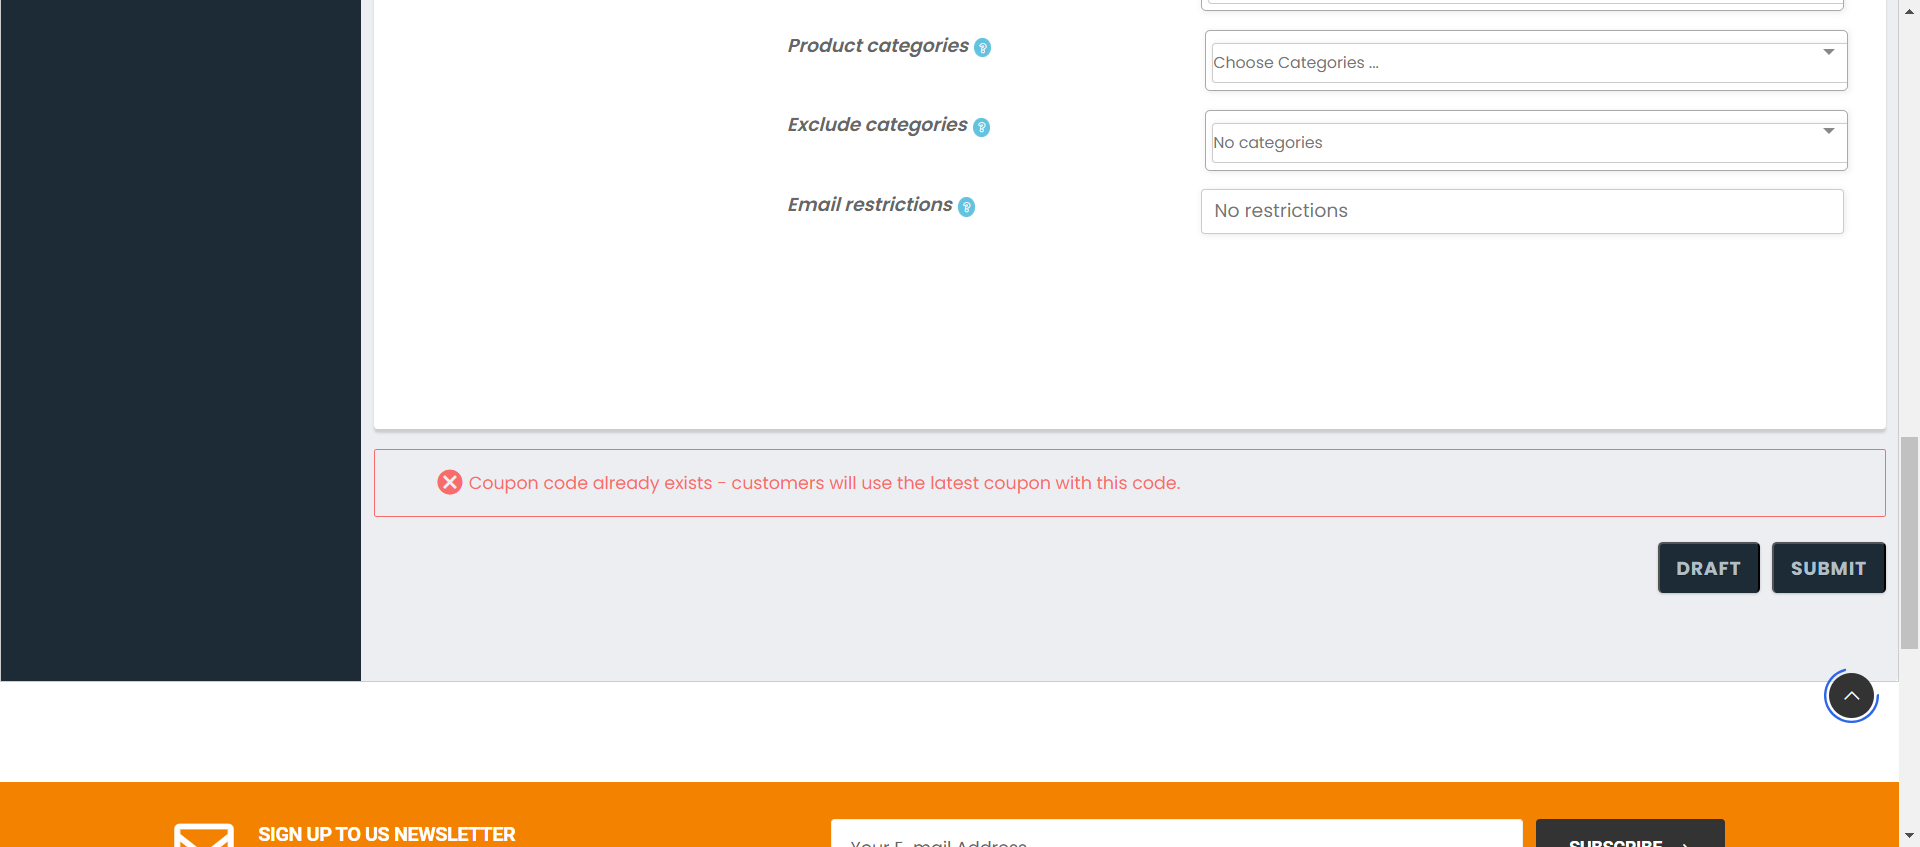 Product categories ?
Choose Categories ...
Exclude categories ?
No categories
Email restrictions ?
No restrictions
Coupon code already exists - customers will use the latest coupon with this code.
DRAFT SUBMIT
SIGN UP TO US NEWSLETTER
Your E-mail Address
SUBSCRIBE